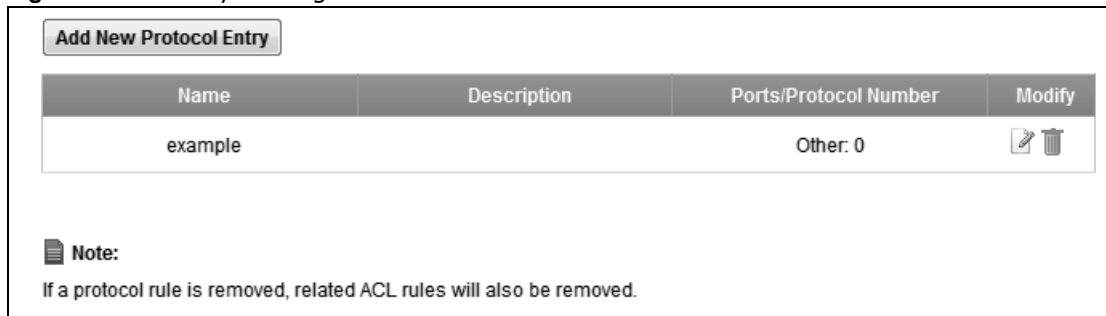 Add New Protocol Entry
Name Description Ports/Protocol Number Modify
example Other: 0
Note:
If a protocol rule is removed, related ACL rules will also be removed.